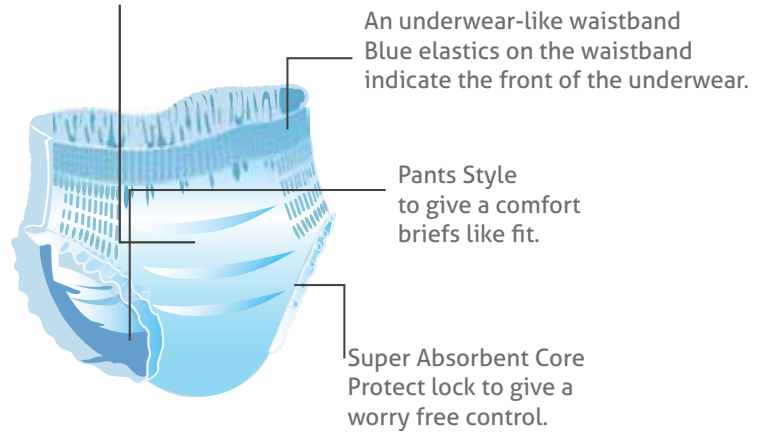 An underwear-like waistband
Blue elastics on the waistband
indicate the front of the underwear.
Pants Style
to give a comfort
briefs like fit.
Super Absorbent Core
Protect lock to give a
worry free control.